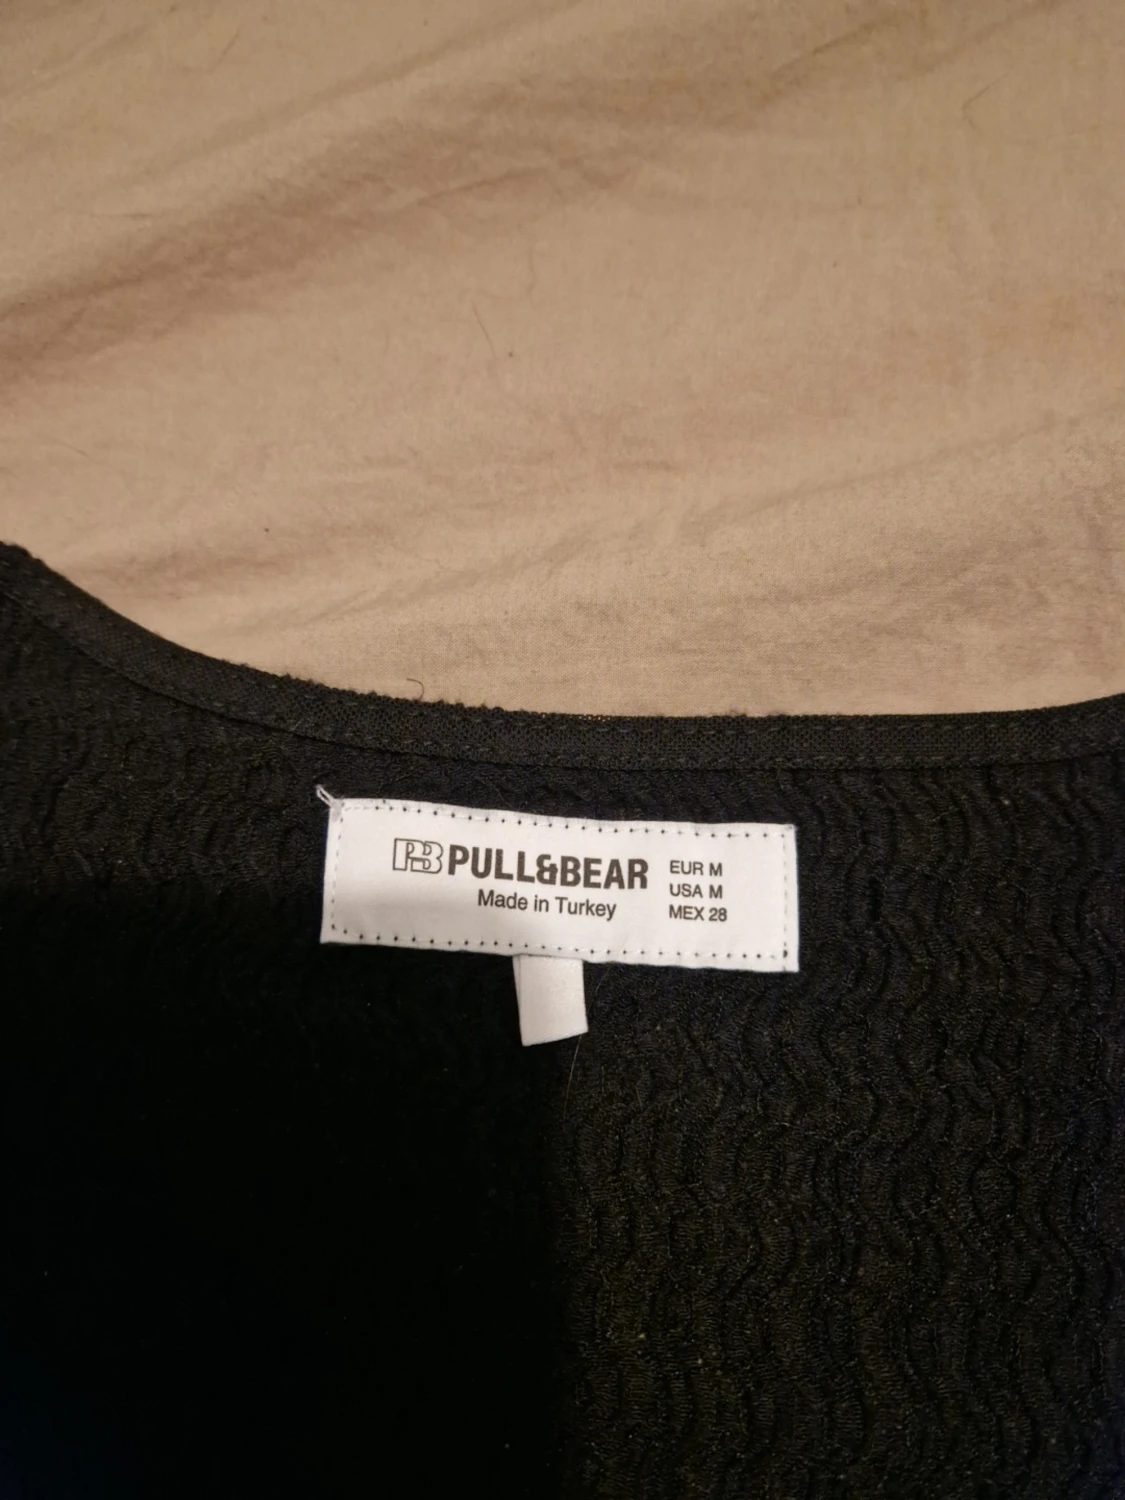 PB PULL&BEAR
Made in Turkey
EUR M
USA M
MEX 28